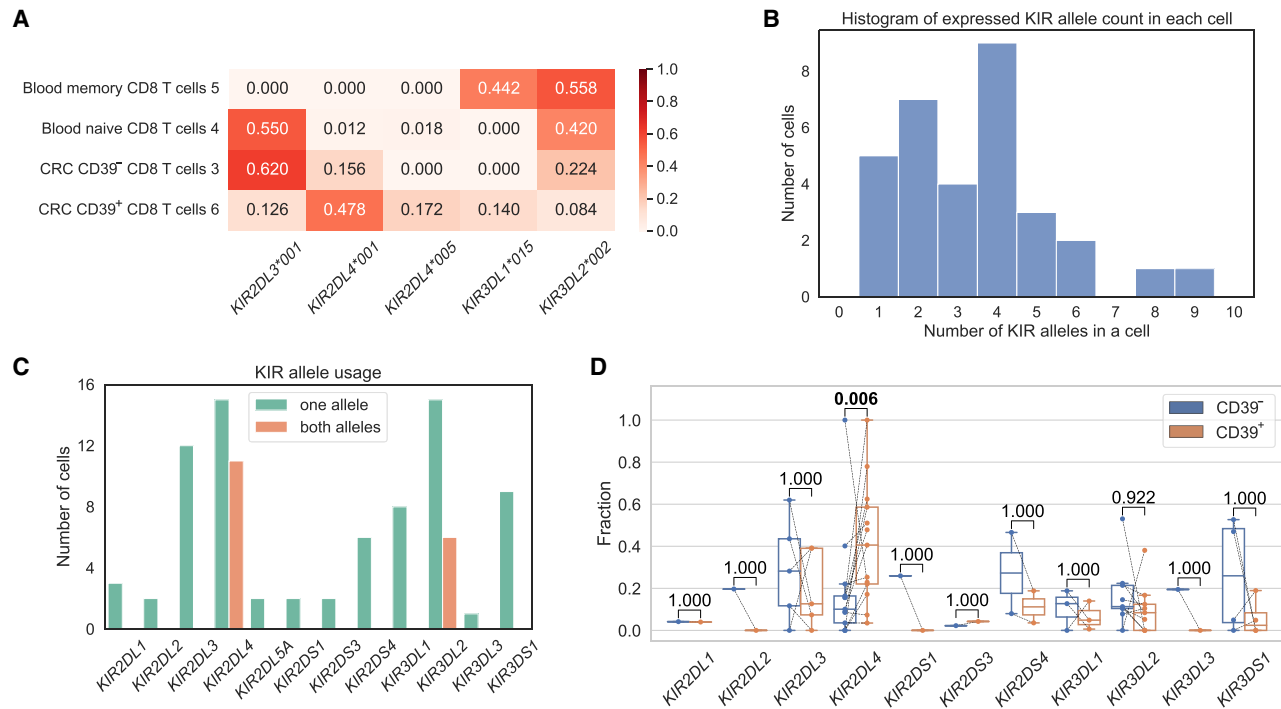 A
Blood memory CD8 T cells 5 0.000 0.000 0.000 0.442 0.558
Blood naive CD8 T cells 4 0.550 0.012 0.018 0.000 0.420
CRC CD39⁻ CD8 T cells 3 0.620 0.156 0.000 0.000 0.224
CRC CD39⁺ CD8 T cells 6 0.126 0.478 0.172 0.140 0.084
KIR2DL3*001 KIR2DL4*001 KIR2DL4*005 KIR3DL1*015 KIR3DL2*002
1.0
0.8
0.6
0.4
0.2
0.0
B
Histogram of expressed KIR allele count in each cell
Number of cells
8
6
4
2
0
0 1 2 3 4 5 6 7 8 9 10
Number of KIR alleles in a cell
C
KIR allele usage
one allele
both alleles
Number of cells
16
12
8
4
0
KIR2DL1 KIR2DL2 KIR2DL3 KIR2DL4 KIR2DL5A KIR2DS1 KIR2DS3 KIR2DS4 KIR3DL1 KIR3DL2 KIR3DL3 KIR3DS1
D
CD39⁻
CD39⁺
Fraction
1.0
0.8
0.6
0.4
0.2
0.0
1.000 1.000 1.000 0.006 1.000 1.000 1.000 1.000 0.922 1.000 1.000
KIR2DL1 KIR2DL2 KIR2DL3 KIR2DL4 KIR2DS1 KIR2DS3 KIR2DS4 KIR3DL1 KIR3DL2 KIR3DL3 KIR3DS1